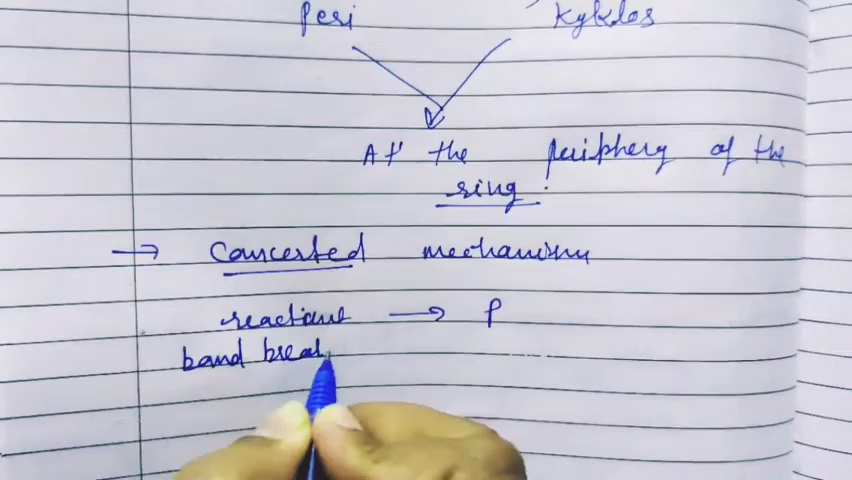 Peri Kyklos
At the periphery of the
ring.
→ Concerted mechanism
reactant → P
bond break